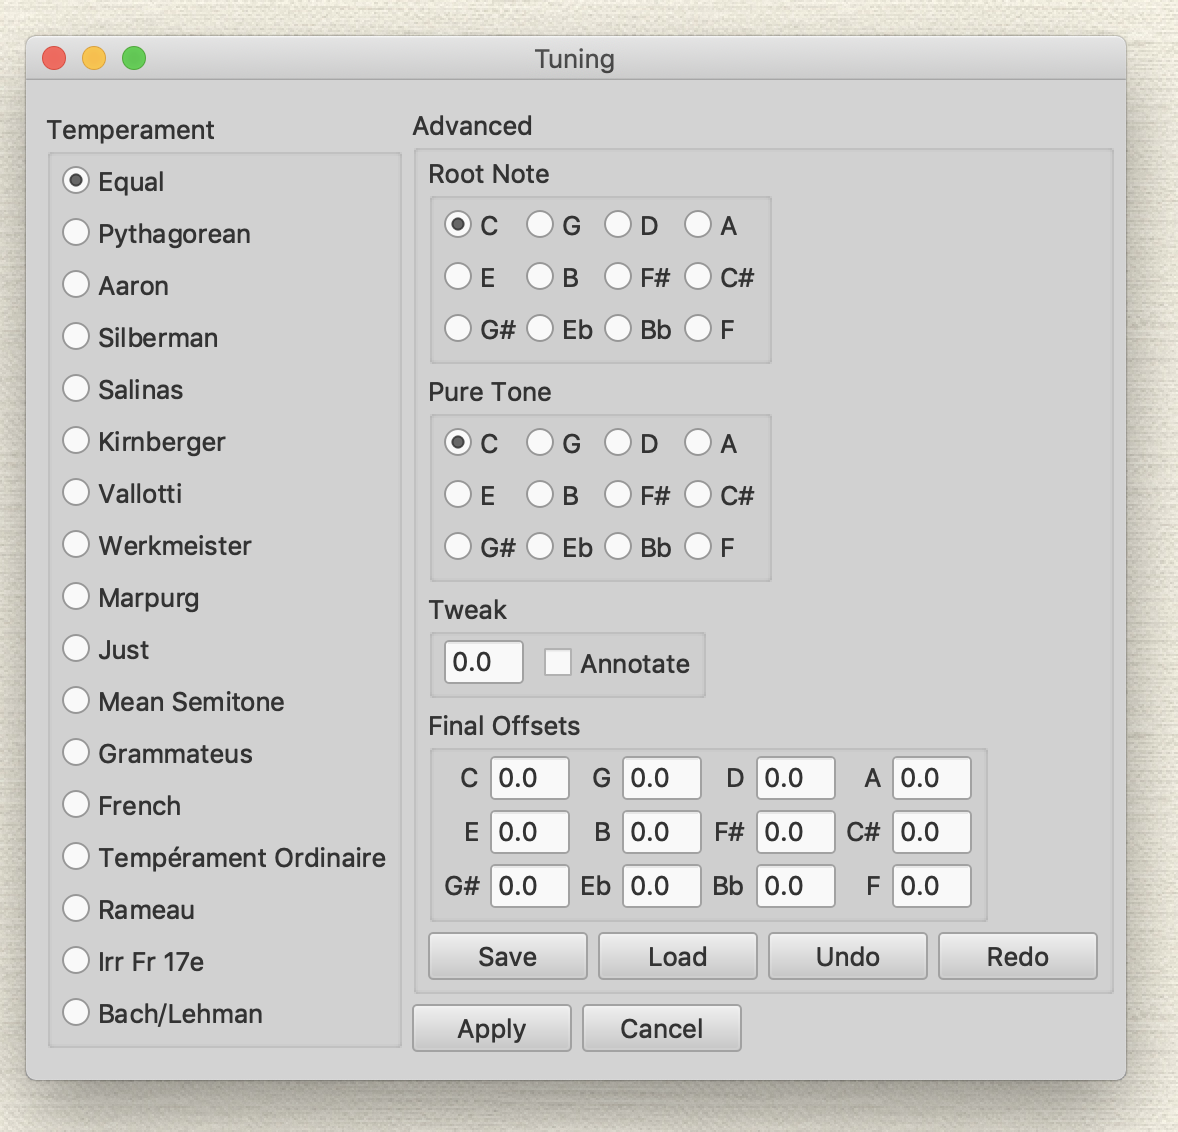 Tuning
Temperament
Equal
Pythagorean
Aaron
Silberman
Salinas
Kirnberger
Vallotti
Werkmeister
Marpurg
Just
Mean Semitone
Grammateus
French
Tempérament Ordinaire
Rameau
Irr Fr 17e
Bach/Lehman
Advanced
Root Note
C G D A
E B F# C#
G# Eb Bb F
Pure Tone
C G D A
E B F# C#
G# Eb Bb F
Tweak
0.0 Annotate
Final Offsets
C 0.0 G 0.0 D 0.0 A 0.0
E 0.0 B 0.0 F# 0.0 C# 0.0
G# 0.0 Eb 0.0 Bb 0.0 F 0.0
Save Load Undo Redo
Apply Cancel